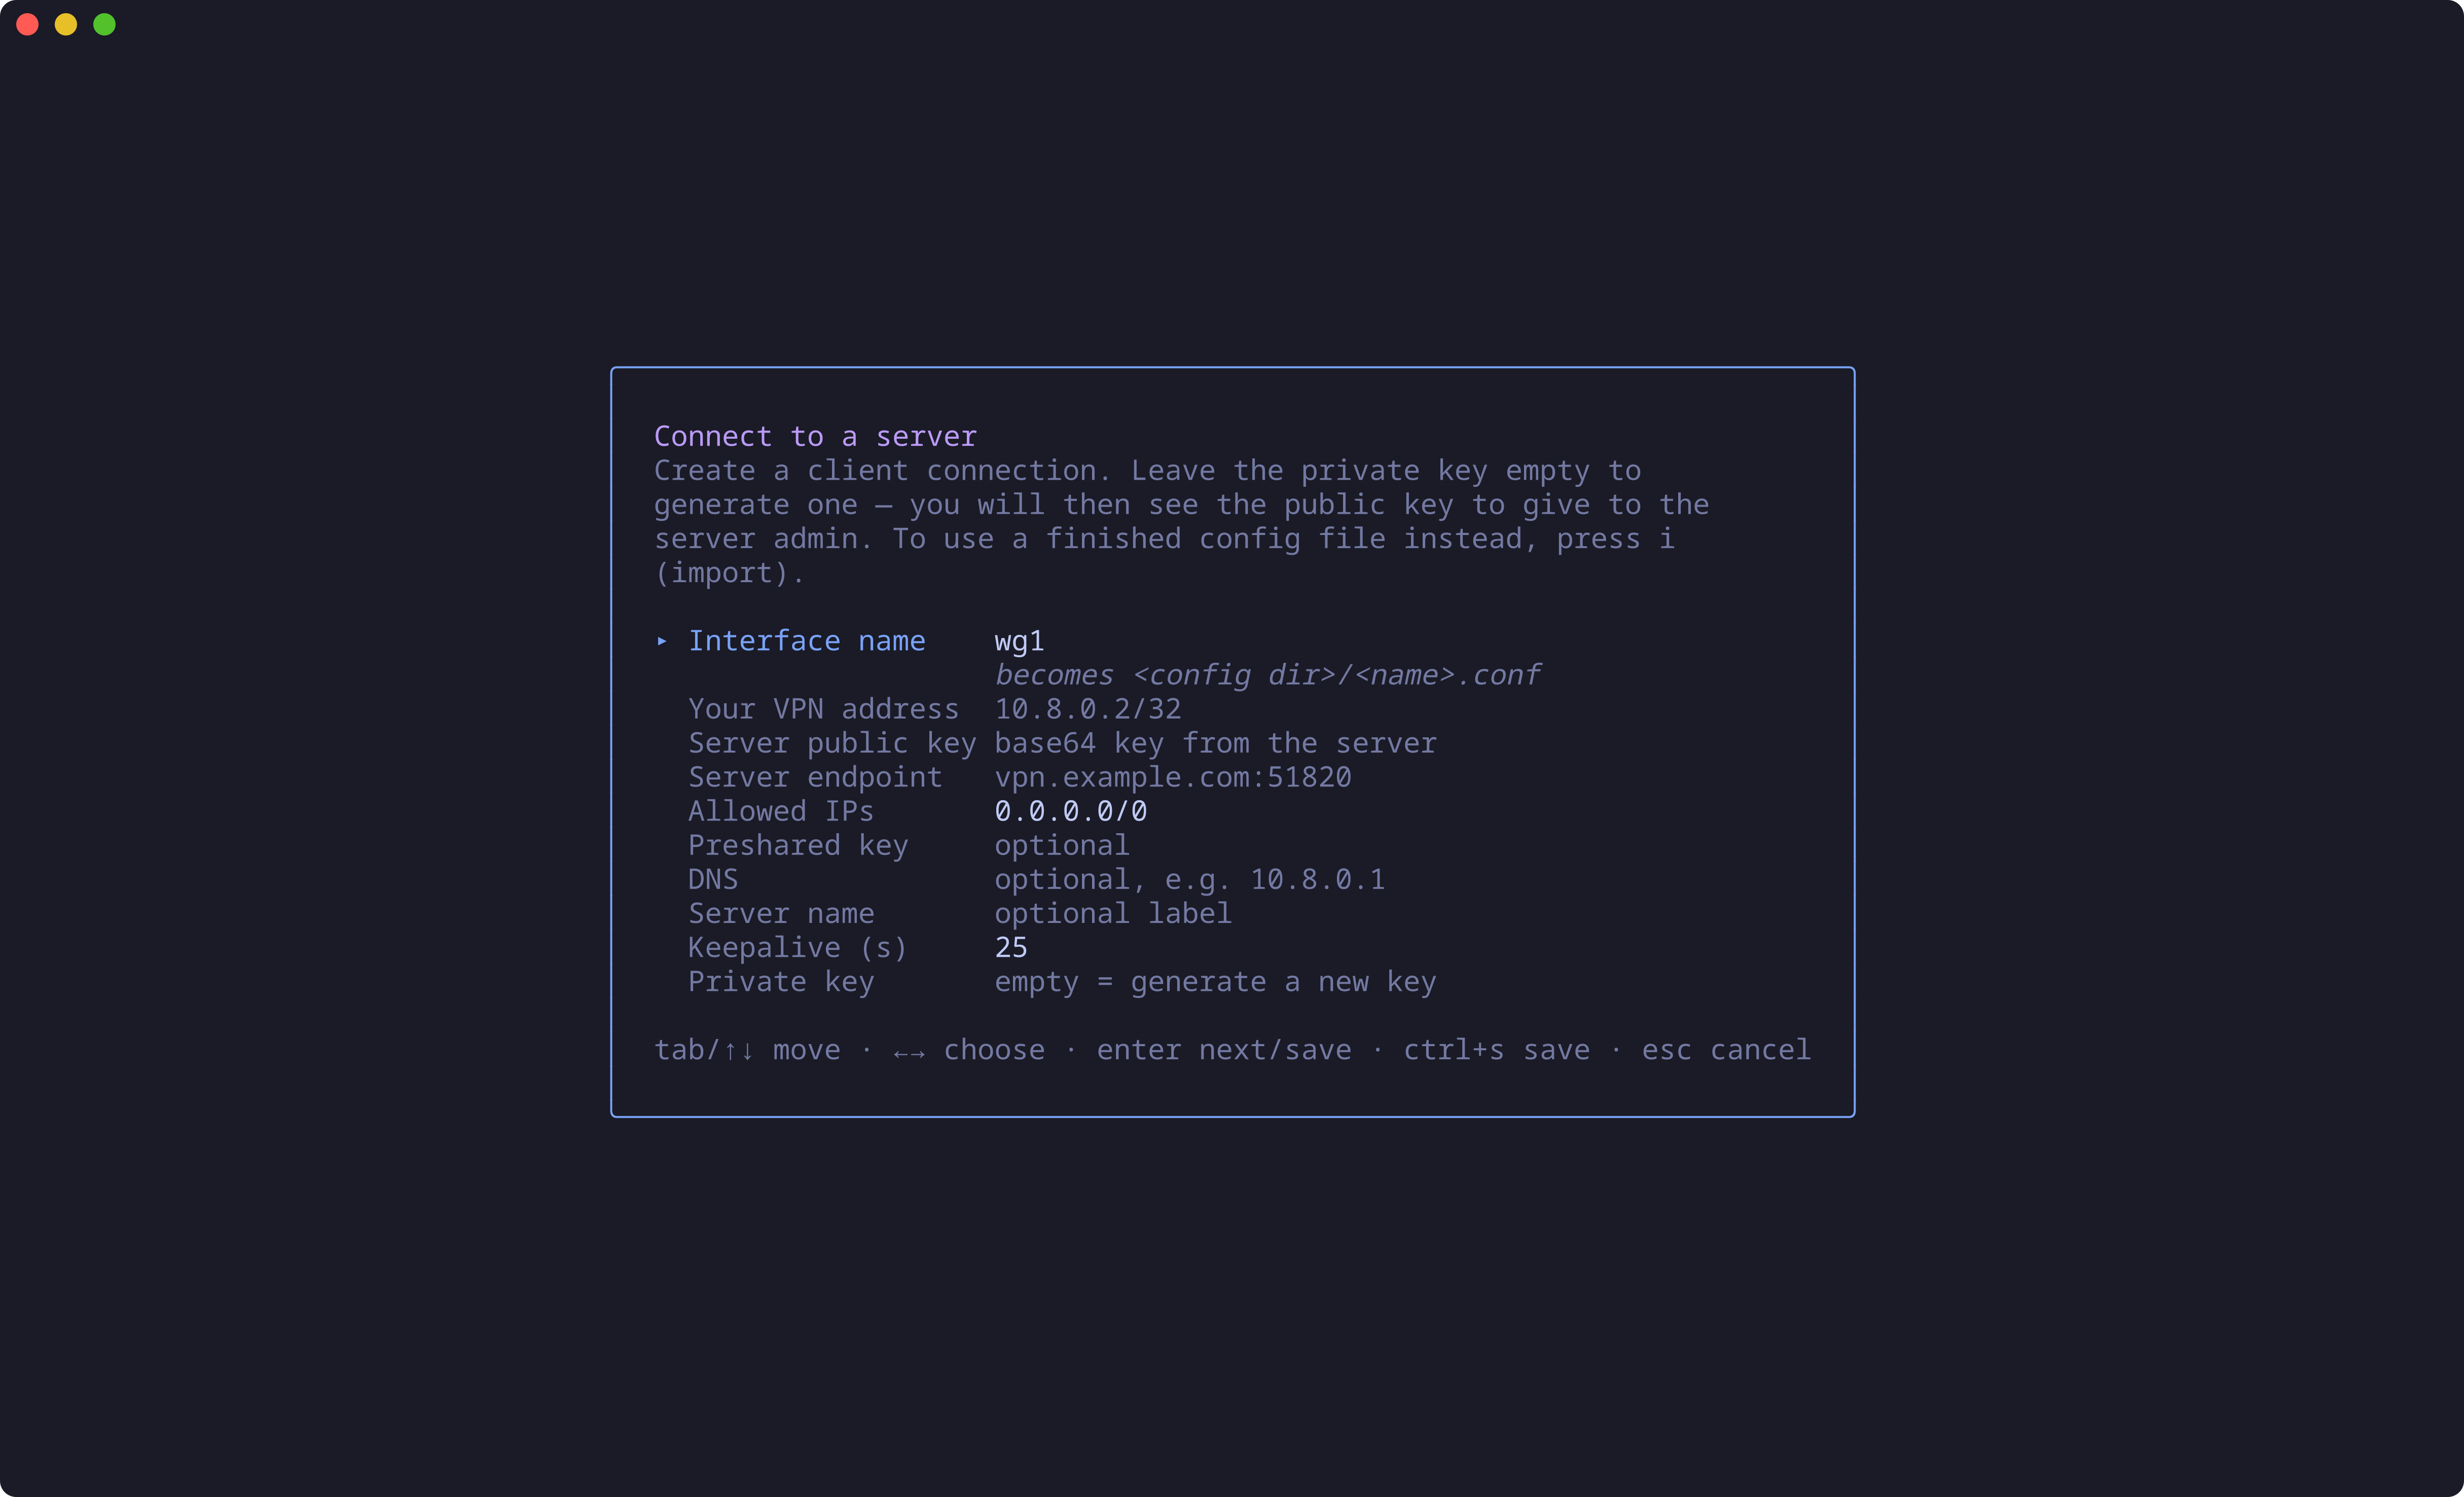 Connect to a server
Create a client connection. Leave the private key empty to
generate one — you will then see the public key to give to the
server admin. To use a finished config file instead, press i
(import).
▸ Interface name wg1
becomes <config dir>/<name>.conf
Your VPN address 10.8.0.2/32
Server public key base64 key from the server
Server endpoint vpn.example.com:51820
Allowed IPs 0.0.0.0/0
Preshared key optional
DNS optional, e.g. 10.8.0.1
Server name optional label
Keepalive (s) 25
Private key empty = generate a new key
tab/↑↓ move · ←→ choose · enter next/save · ctrl+s save · esc cancel